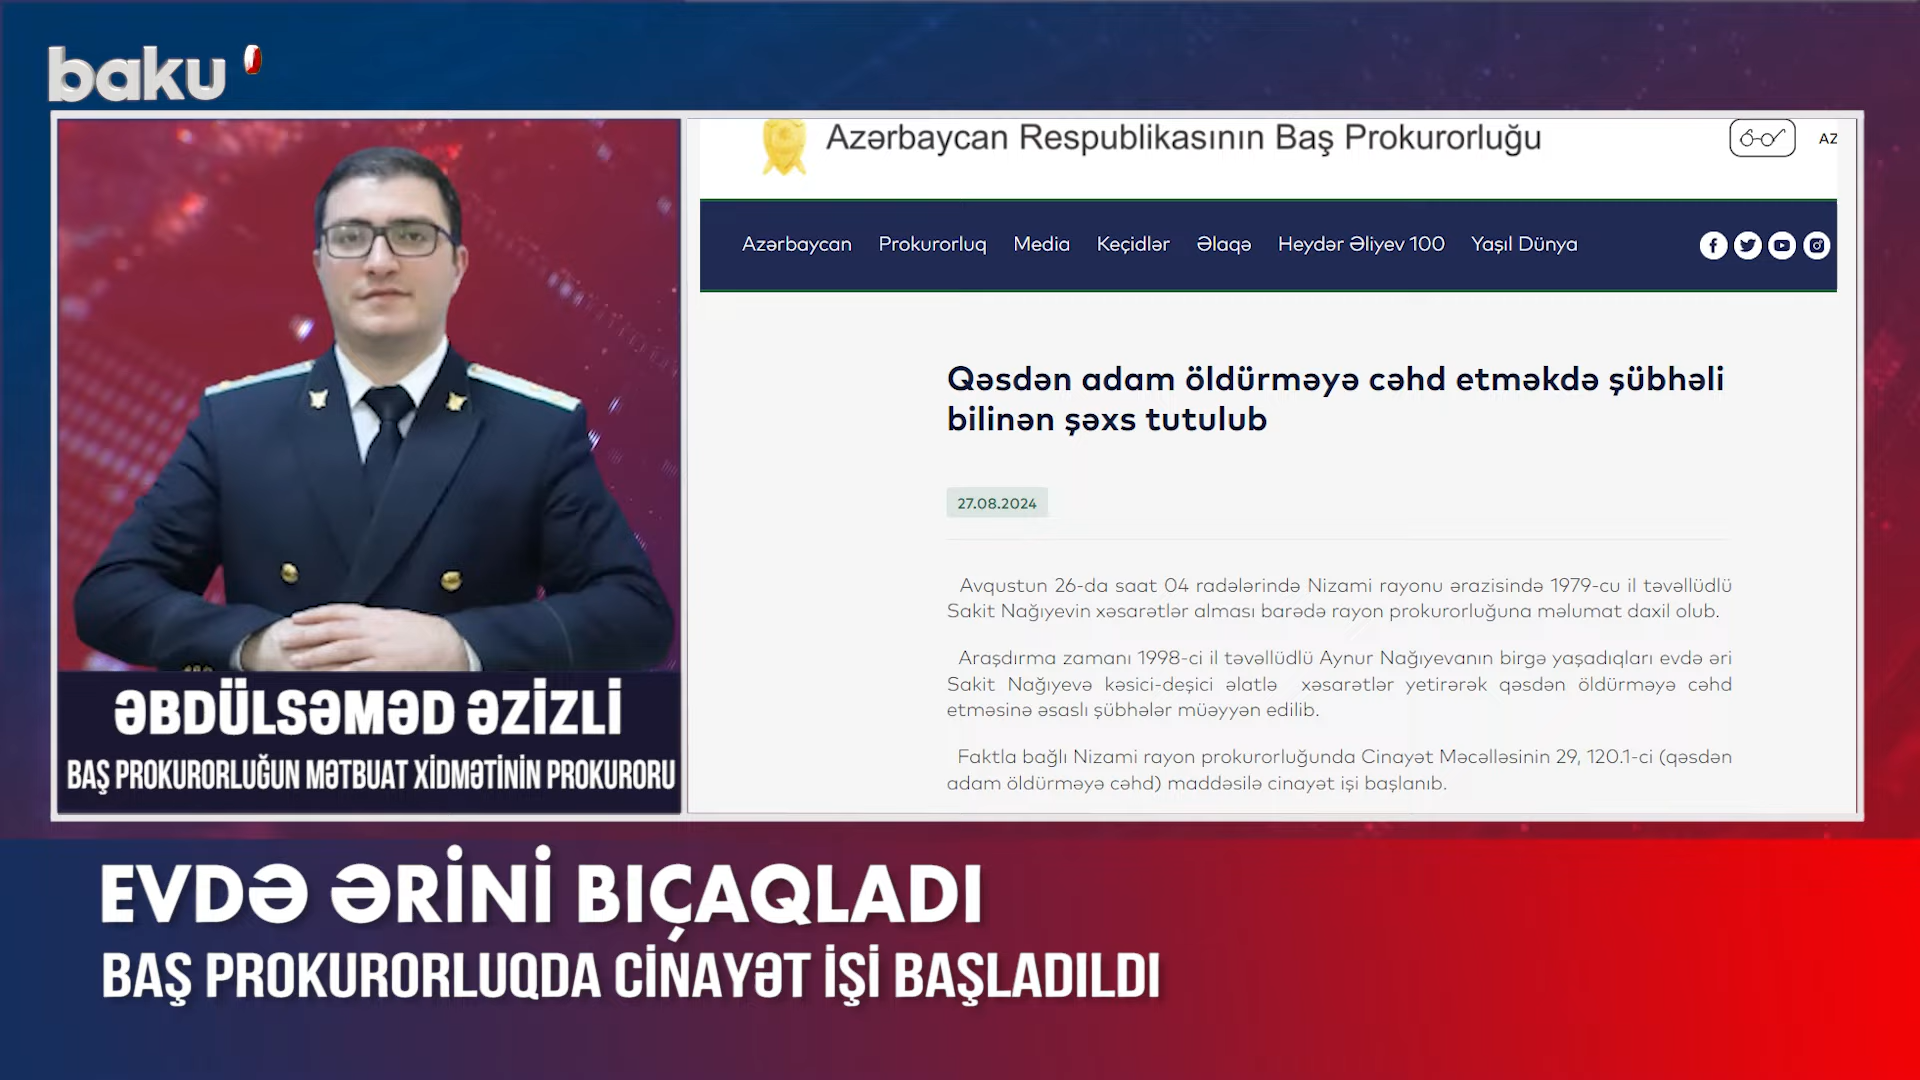 baku
Azərbaycan Respublikasının Baş Prokurorluğu
AZ
Azərbaycan Prokurorluq Media Keçidlər Əlaqə Heydər Əliyev 100 Yaşıl Dünya
Qəsdən adam öldürməyə cəhd etməkdə şübhəli
bilinən şəxs tutulub
27.08.2024
Avqustun 26-da saat 04 radələrində Nizami rayonu ərazisində 1979-cu il təvəllüdlü
Sakit Nağıyevin xəsarətlər alması barədə rayon prokurorluğuna məlumat daxil olub.
Araşdırma zamanı 1998-ci il təvəllüdlü Aynur Nağıyevanın birgə yaşadıqları evdə əri
Sakit Nağıyevə kəsici-deşici əlatlə xəsarətlər yetirərək qəsdən öldürməyə cəhd
etməsinə əsaslı şübhələr müəyyən edilib.
Faktla bağlı Nizami rayon prokurorluğunda Cinayət Məcəlləsinin 29, 120.1-ci (qəsdən
adam öldürməyə cəhd) maddəsilə cinayət işi başlanıb.
ƏBDÜLSƏMƏD ƏZİZLİ
BAŞ PROKURORLUĞUN MƏTBUAT XİDMƏTİNİN PROKURORU
EVDƏ ƏRİNİ BIÇAQLADI
BAŞ PROKURORLUQDA CİNAYƏT İŞİ BAŞLADILDI